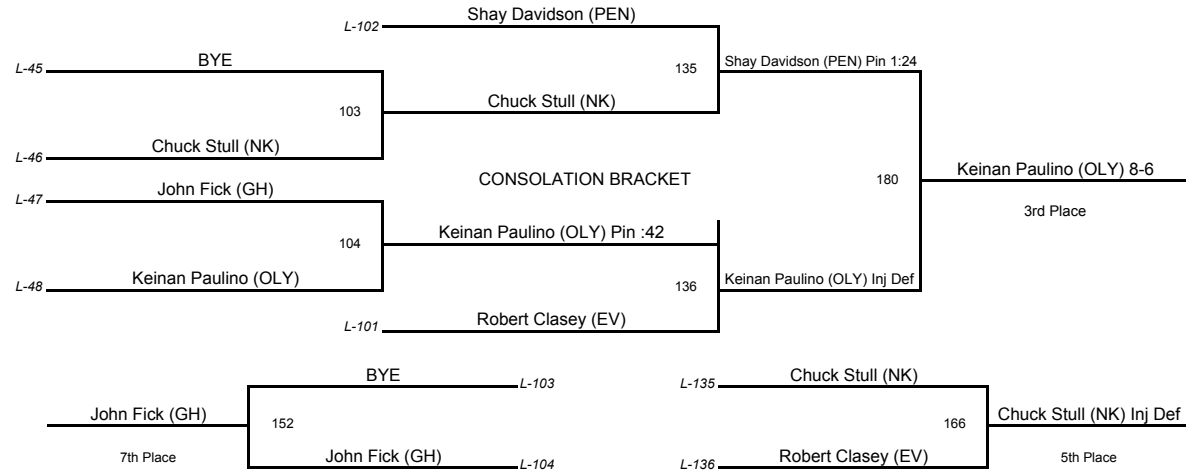 Shay Davidson (PEN)
L-102
BYE
L-45
135
Shay Davidson (PEN) Pin 1:24
103
Chuck Stull (NK)
Chuck Stull (NK)
L-46
John Fick (GH)
L-47
CONSOLATION BRACKET
180
Keinan Paulino (OLY) 8-6
3rd Place
104
Keinan Paulino (OLY) Pin :42
Keinan Paulino (OLY)
L-48
136
Keinan Paulino (OLY) Inj Def
Robert Clasey (EV)
L-101
BYE
L-103
L-135
Chuck Stull (NK)
John Fick (GH)
152
166
Chuck Stull (NK) Inj Def
7th Place
John Fick (GH)
L-104
L-136
Robert Clasey (EV)
5th Place